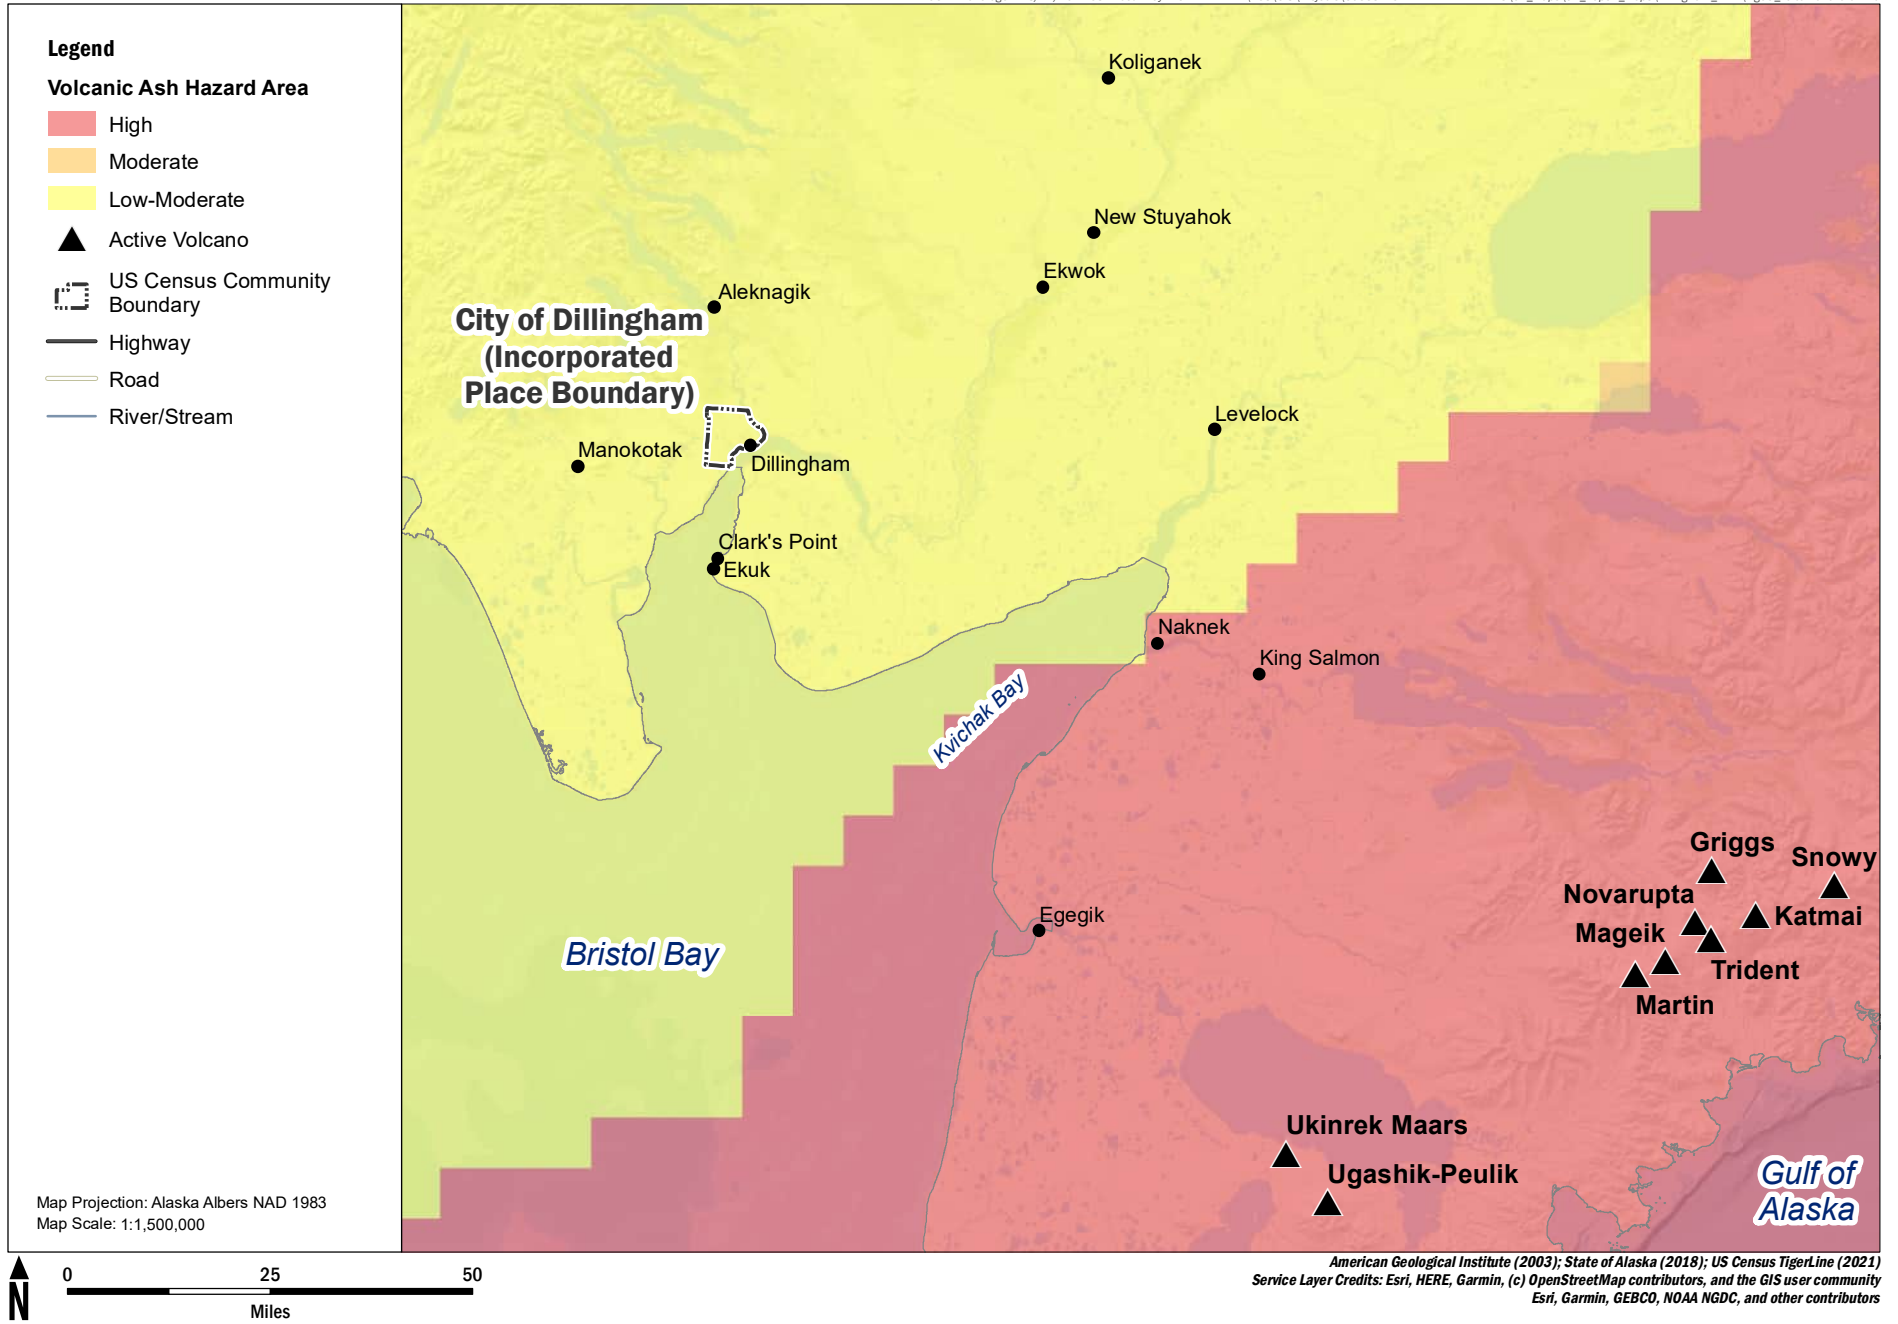 Legend
Volcanic Ash Hazard Area
High
Moderate
Low-Moderate
Active Volcano
US Census Community
Boundary
Highway
Road
River/Stream
Map Projection: Alaska Albers NAD 1983
Map Scale: 1:1,500,000
Koliganek
New Stuyahok
Ekwok
Aleknagik
City of Dillingham
(Incorporated
Place Boundary)
Levelock
Manokotak
Dillingham
Clark's Point
Ekuk
Naknek
King Salmon
Kvichak Bay
Griggs
Snowy
Novarupta
Katmai
Egegik
Mageik
Bristol Bay
Trident
Martin
Ukinrek Maars
Ugashik-Peulik
Gulf of
Alaska
N
0 25 50
Miles
American Geological Institute (2003); State of Alaska (2018); US Census TigerLine (2021)
Service Layer Credits: Esri, HERE, Garmin, (c) OpenStreetMap contributors, and the GIS user community
Esri, Garmin, GEBCO, NOAA NGDC, and other contributors